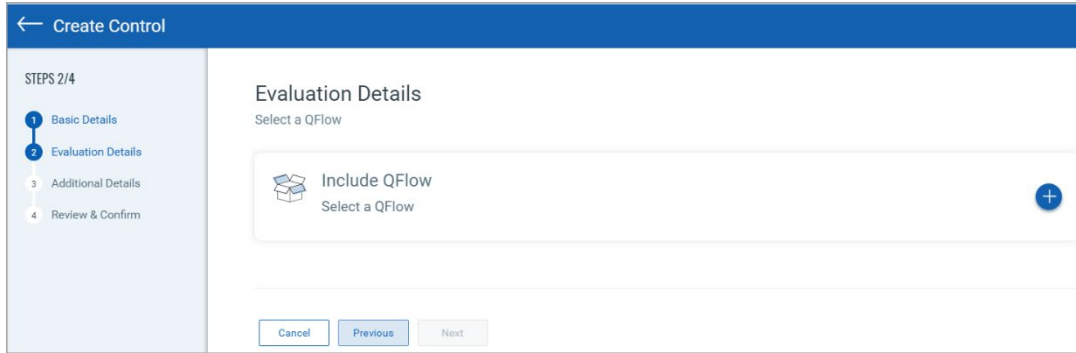 Create Control
STEPS 2/4
1 Basic Details
2 Evaluation Details
3 Additional Details
4 Review & Confirm
Evaluation Details
Select a QFlow
Include QFlow
Select a QFlow
Cancel Previous Next